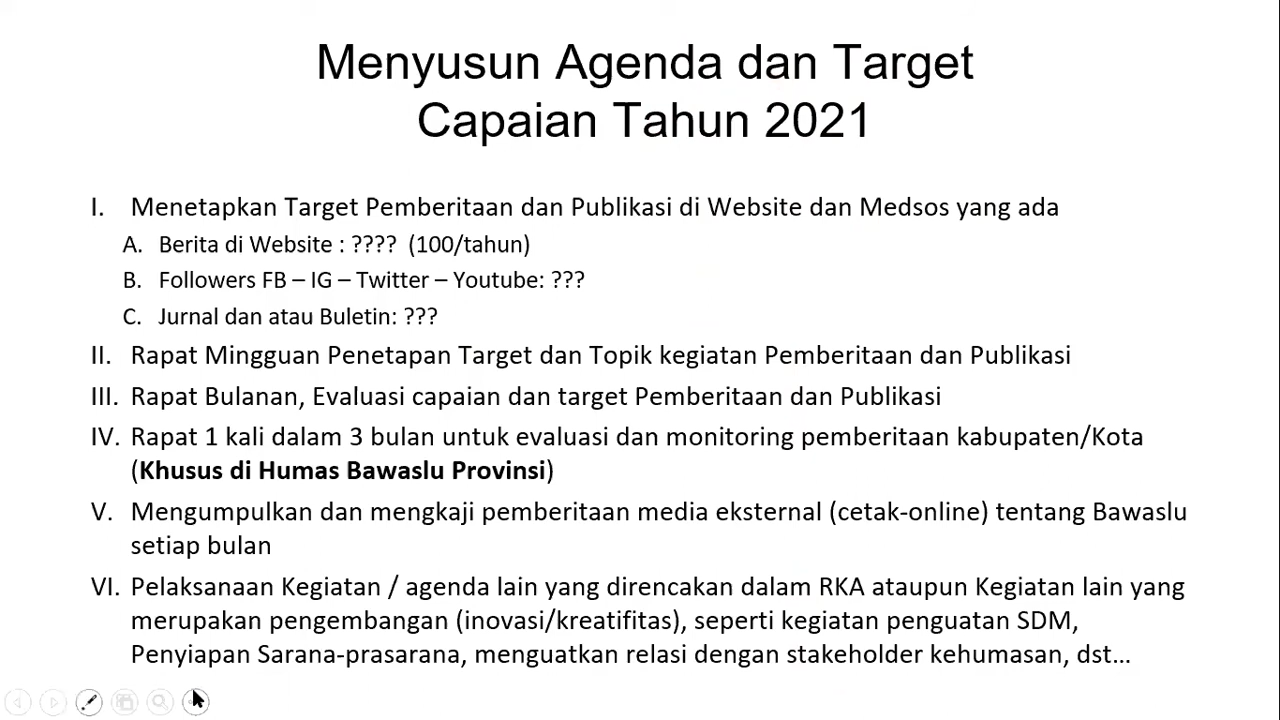 Menyusun Agenda dan Target
Capaian Tahun 2021
I. Menetapkan Target Pemberitaan dan Publikasi di Website dan Medsos yang ada
A. Berita di Website : ???? (100/tahun)
B. Followers FB – IG – Twitter – Youtube: ???
C. Jurnal dan atau Buletin: ???
II. Rapat Mingguan Penetapan Target dan Topik kegiatan Pemberitaan dan Publikasi
III. Rapat Bulanan, Evaluasi capaian dan target Pemberitaan dan Publikasi
IV. Rapat 1 kali dalam 3 bulan untuk evaluasi dan monitoring pemberitaan kabupaten/Kota
(Khusus di Humas Bawaslu Provinsi)
V. Mengumpulkan dan mengkaji pemberitaan media eksternal (cetak-online) tentang Bawaslu
setiap bulan
VI. Pelaksanaan Kegiatan / agenda lain yang direncakan dalam RKA ataupun Kegiatan lain yang
merupakan pengembangan (inovasi/kreatifitas), seperti kegiatan penguatan SDM,
Penyiapan Sarana-prasarana, menguatkan relasi dengan stakeholder kehumasan, dst…